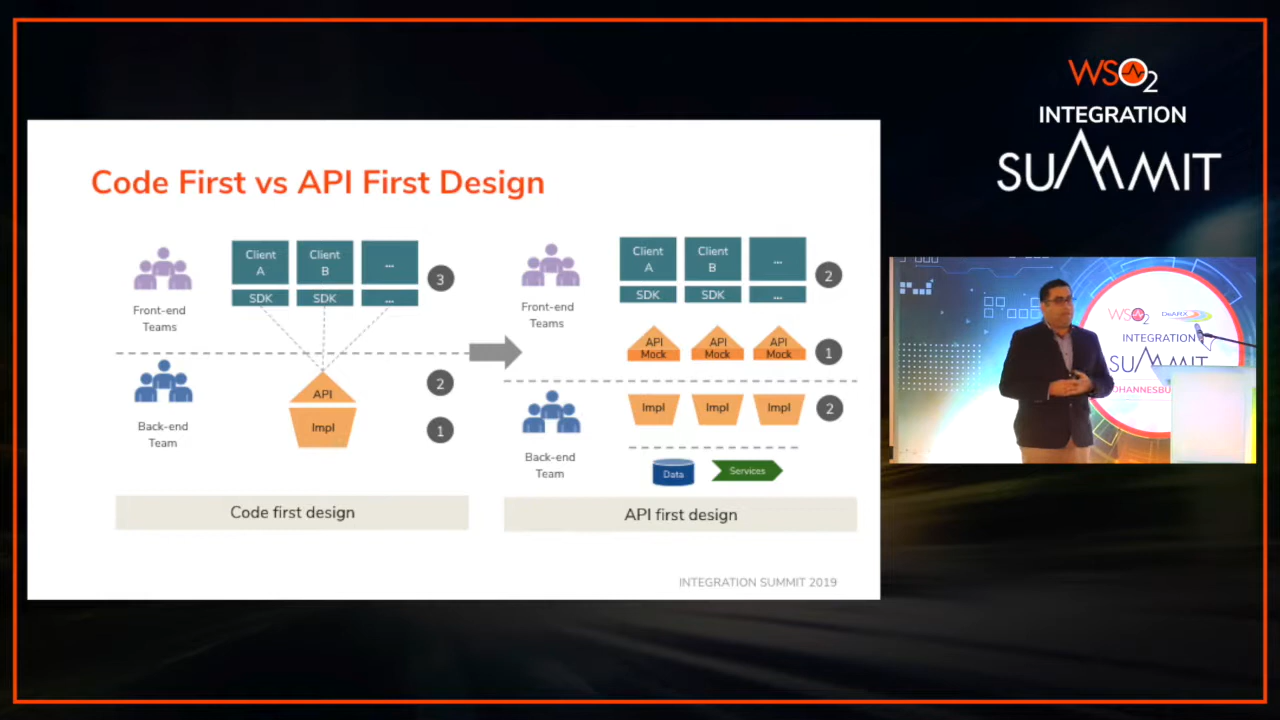 WSO2
INTEGRATION
SUMMIT
Code First vs API First Design
Front-end
Teams
Client
A
Client
B
...
SDK
SDK
...
3
Back-end
Team
API
2
Impl
1
Code first design
Front-end
Teams
Client
A
Client
B
...
SDK
SDK
...
2
API
Mock
API
Mock
API
Mock
1
Back-end
Team
Impl
Impl
Impl
2
Data
Services
API first design
INTEGRATION SUMMIT 2019
WSO2
INTEGRATION
SUMMIT